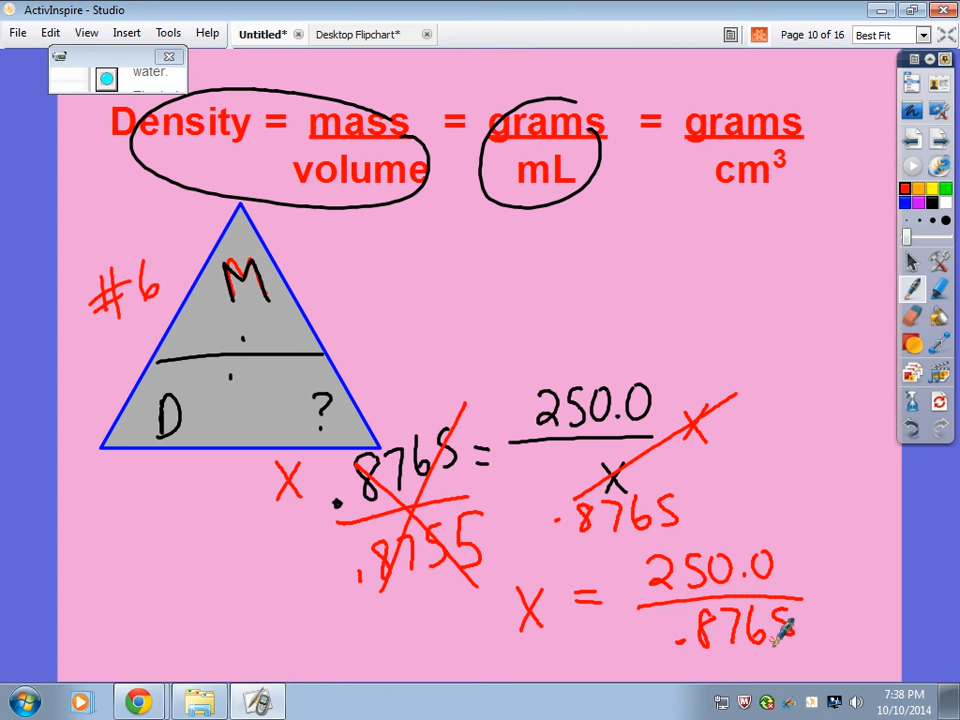 ActivInspire - Studio
File Edit View Insert Tools Help Untitled* Desktop Flipchart* Page 10 of 16 Best Fit
water.
Density = mass = grams = grams
volume mL cm³
#6
M
D ?
250.0
X .8765 = X X
.8755 .8765
X = 250.0
.8765
7:38 PM
10/10/2014